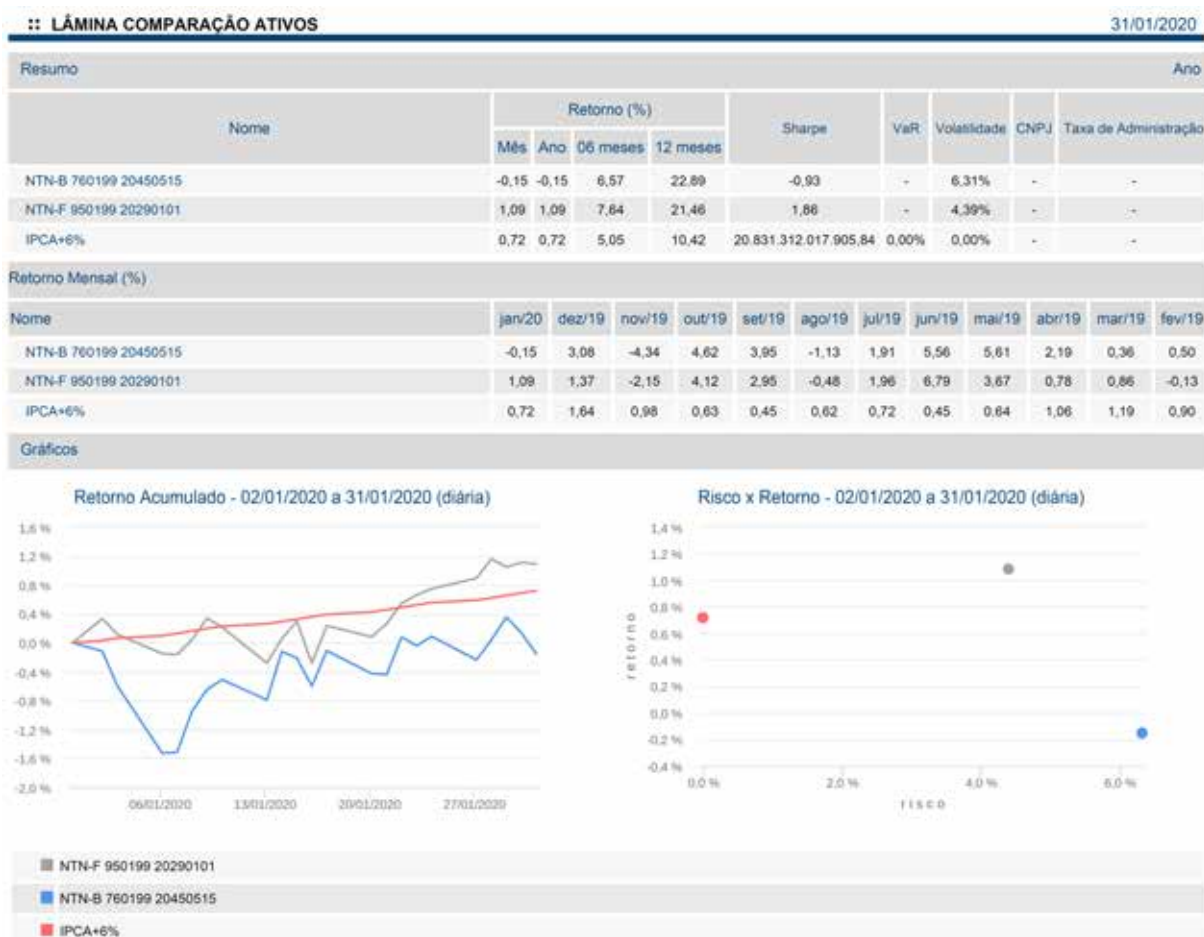 :: LÂMINA COMPARAÇÃO ATIVOS 31/01/2020
Resumo Ano
Nome Retorno (%) Sharpe VaR Volatilidade CNPJ Taxa de Administração
Mês Ano 06 meses 12 meses
NTN-B 760199 20450515 -0,15 -0,15 6,57 22,89 -0,93 - 6,31% - -
NTN-F 950199 20290101 1,09 1,09 7,64 21,46 1,86 - 4,39% - -
IPCA+6% 0,72 0,72 5,05 10,42 20.831.312.017.905,84 0,00% 0,00% - -
Retorno Mensal (%)
Nome jan/20 dez/19 nov/19 out/19 set/19 ago/19 jul/19 jun/19 mai/19 abr/19 mar/19 fev/19
NTN-B 760199 20450515 -0,15 3,08 -4,34 4,62 3,95 -1,13 1,91 5,56 5,61 2,19 0,36 0,50
NTN-F 950199 20290101 1,09 1,37 -2,15 4,12 2,95 -0,48 1,96 6,79 3,67 0,78 0,86 -0,13
IPCA+6% 0,72 1,64 0,98 0,63 0,45 0,62 0,72 0,45 0,64 1,06 1,19 0,90
Gráficos
Retorno Acumulado - 02/01/2020 a 31/01/2020 (diária)
1,6 %
1,2 %
0,8 %
0,4 %
0,0 %
-0,4 %
-0,8 %
-1,2 %
-1,6 %
-2,0 %
06/01/2020 13/01/2020 20/01/2020 27/01/2020
Risco x Retorno - 02/01/2020 a 31/01/2020 (diária)
1,4 %
1,2 %
1,0 %
0,8 %
0,6 %
0,4 %
0,2 %
0,0 %
-0,2 %
-0,4 %
retorno
0,0 % 2,0 % 4,0 % 6,0 %
risco
NTN-F 950199 20290101
NTN-B 760199 20450515
IPCA+6%